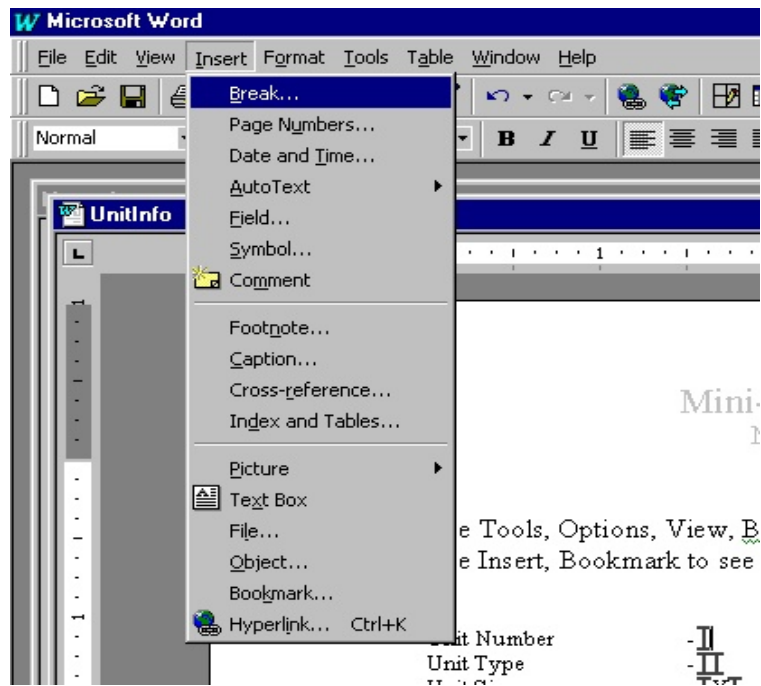 Microsoft Word
File Edit View Insert Format Tools Table Window Help
Normal B I U
Break...
Page Numbers...
Date and Time...
AutoText
Field...
Symbol...
Comment
Footnote...
Caption...
Cross-reference...
Index and Tables...
Picture
Text Box
File...
Object...
Bookmark...
Hyperlink... Ctrl+K
UnitInfo
1
Mini-
e Tools, Options, View, B
e Insert, Bookmark to see
Unit Number
Unit Type